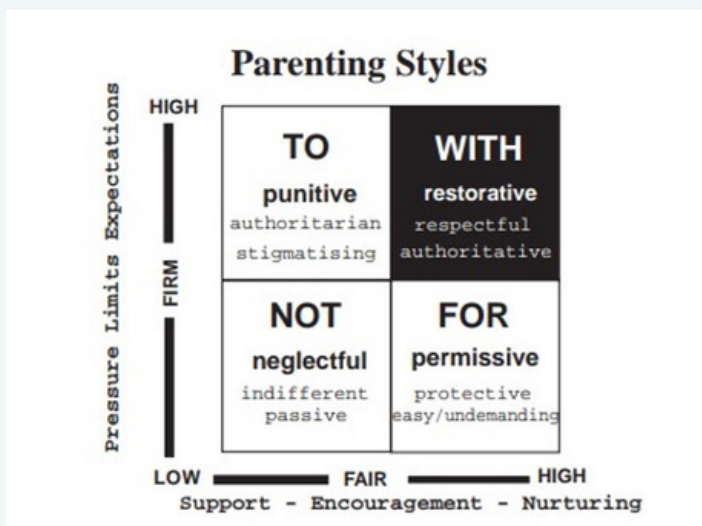 Parenting Styles
HIGH
Pressure Limits Expectations
FIRM
TO
punitive
authoritarian
stigmatising
WITH
restorative
respectful
authoritative
NOT
neglectful
indifferent
passive
FOR
permissive
protective
easy/undemanding
LOW
FAIR
HIGH
Support - Encouragement - Nurturing